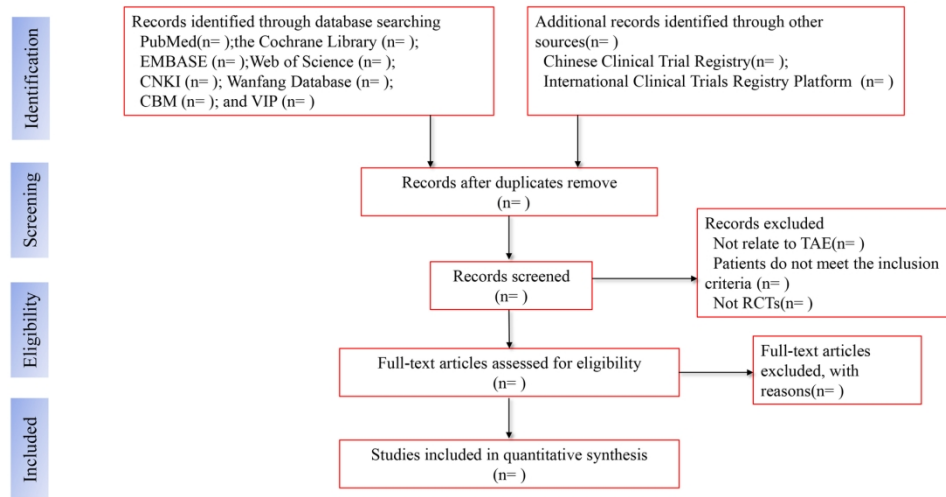 Identification
Records identified through database searching
PubMed(n= );the Cochrane Library (n= );
EMBASE (n= );Web of Science (n= );
CNKI (n= ); Wanfang Database (n= );
CBM (n= ); and VIP (n= )
Additional records identified through other
sources(n= )
Chinese Clinical Trial Registry(n= );
International Clinical Trials Registry Platform (n= )
Screening
Records after duplicates remove
(n= )
Records excluded
Not relate to TAE(n= )
Patients do not meet the inclusion
criteria (n= )
Not RCTs(n= )
Records screened
(n= )
Eligibility
Full-text articles assessed for eligibility
(n= )
Full-text articles
excluded, with
reasons(n= )
Included
Studies included in quantitative synthesis
(n= )